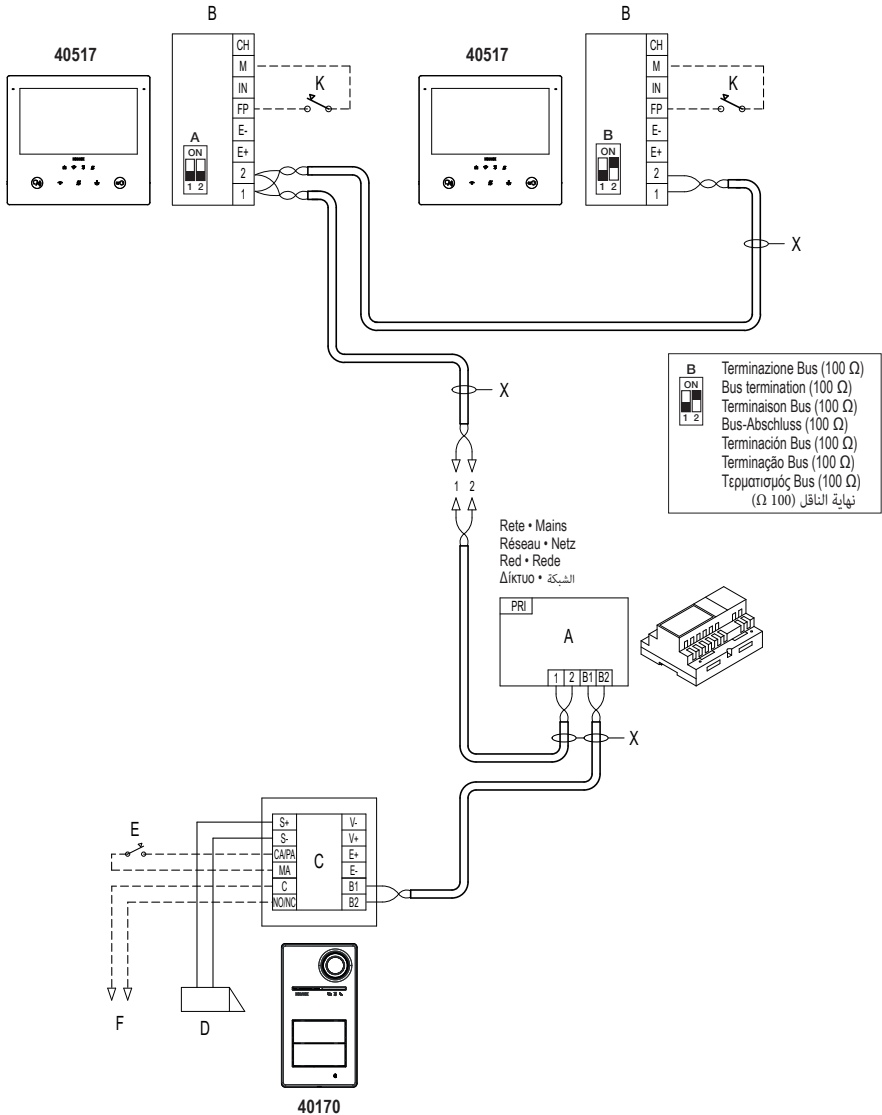 B
B
40517
40517
CH
M
IN
FP
E-
E+
2
1
K
A
ON
1 2
CH
M
IN
FP
E-
E+
2
1
K
B
ON
1 2
X
X
B
ON
1 2
Terminazione Bus (100 Ω)
Bus termination (100 Ω)
Terminaison Bus (100 Ω)
Bus-Abschluss (100 Ω)
Terminación Bus (100 Ω)
Terminação Bus (100 Ω)
Τερματισμός Bus (100 Ω)
نهاية الناقل (100 Ω)
1 2
Rete • Mains
Réseau • Netz
Red • Rede
Δίκτυο • الشبكة
PRI
A
1 2 B1 B2
X
E
S+
S-
CA/PA
MA
C
NO/NC
C
V-
V+
E+
E-
B1
B2
F
D
40170